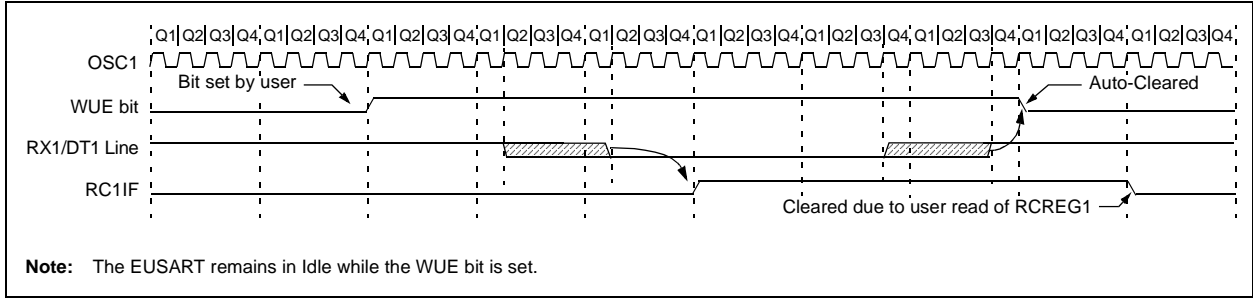 Q1 Q2 Q3 Q4 Q1 Q2 Q3 Q4 Q1 Q2 Q3 Q4 Q1 Q2 Q3 Q4 Q1 Q2 Q3 Q4 Q1 Q2 Q3 Q4 Q1 Q2 Q3 Q4 Q1 Q2 Q3 Q4 Q1 Q2 Q3 Q4 Q1 Q2 Q3 Q4
OSC1
Bit set by user
Auto-Cleared
WUE bit
RX1/DT1 Line
RC1IF
Cleared due to user read of RCREG1
Note: The EUSART remains in Idle while the WUE bit is set.